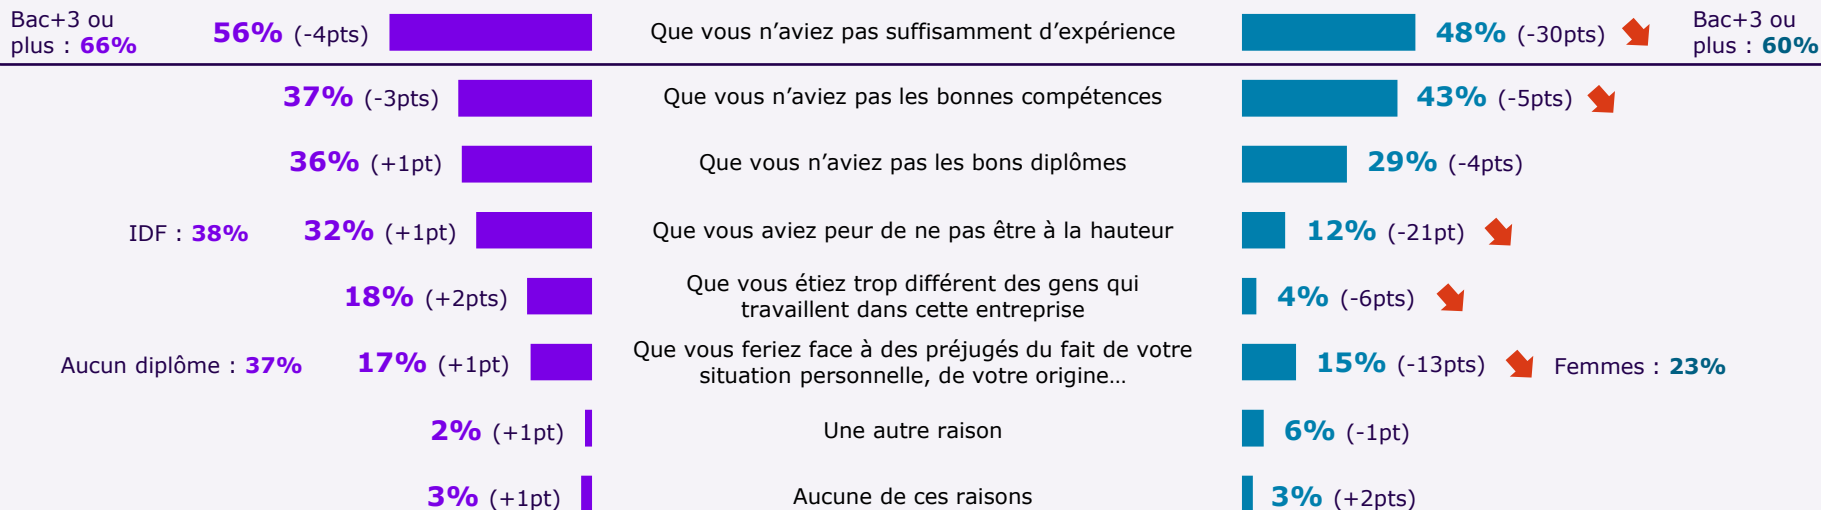 Bac+3 ou
plus : 66%
56% (-4pts)
Que vous n’aviez pas suffisamment d’expérience
48% (-30pts)
Bac+3 ou
plus : 60%
37% (-3pts)
Que vous n’aviez pas les bonnes compétences
43% (-5pts)
36% (+1pt)
Que vous n’aviez pas les bons diplômes
29% (-4pts)
IDF : 38%
32% (+1pt)
Que vous aviez peur de ne pas être à la hauteur
12% (-21pt)
18% (+2pts)
Que vous étiez trop différent des gens qui
travaillent dans cette entreprise
4% (-6pts)
Aucun diplôme : 37%
17% (+1pt)
Que vous feriez face à des préjugés du fait de votre
situation personnelle, de votre origine…
15% (-13pts)
Femmes : 23%
2% (+1pt)
Une autre raison
6% (-1pt)
3% (+1pt)
Aucune de ces raisons
3% (+2pts)